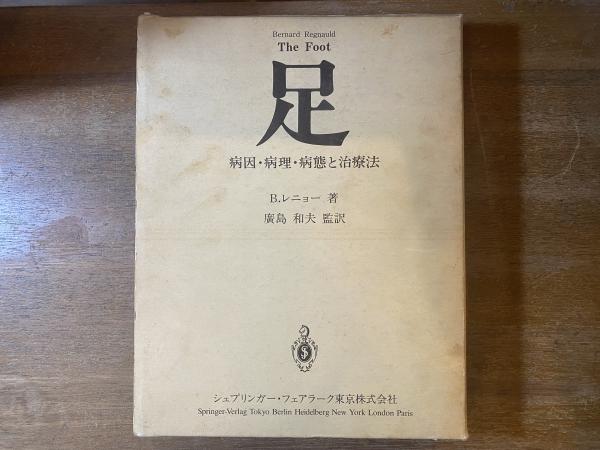 Bernard Regnauld
The Foot
足
病因・病理・病態と治療法
B.レニョー 著
廣島 和夫 監訳
シュプリンガー・フェアラーク東京株式会社
Springer-Verlag Tokyo Berlin Heidelberg New York London Paris